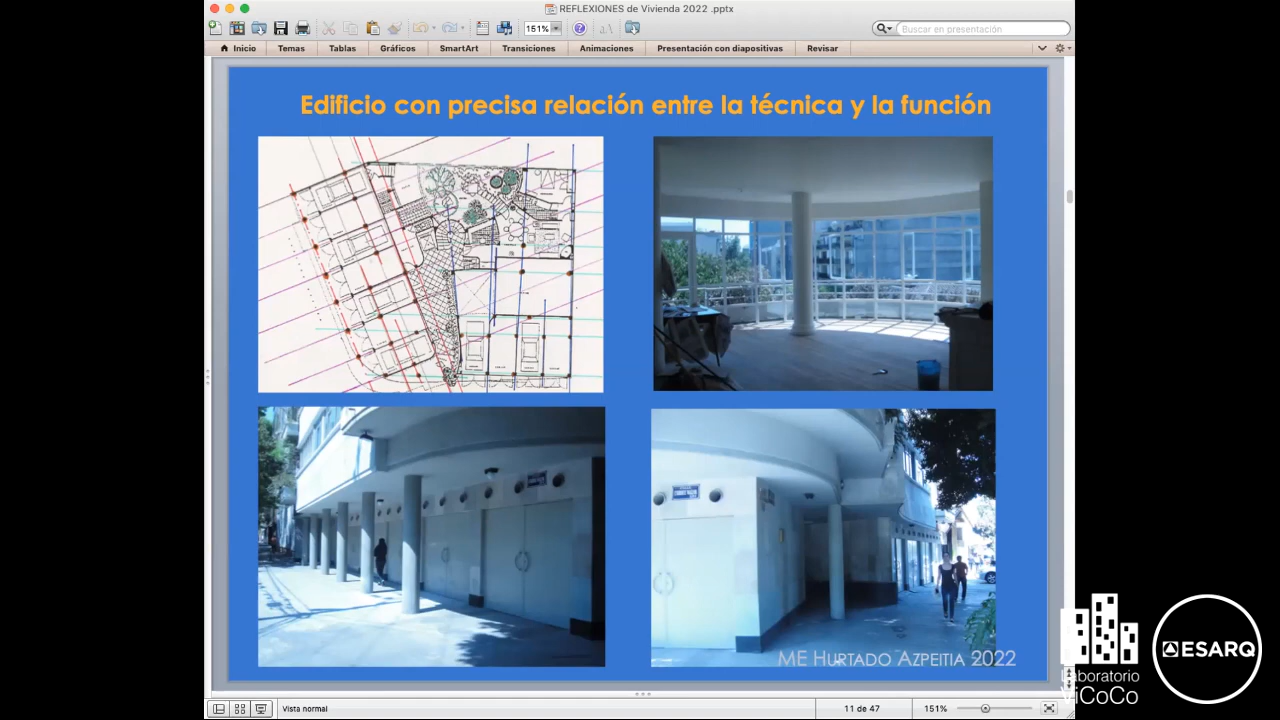 REFLEXIONES de Vivienda 2022 .pptx
151%
Buscar en presentación
Inicio
Temas
Tablas
Gráficos
SmartArt
Transiciones
Animaciones
Presentación con diapositivas
Revisar
Edificio con precisa relación entre la técnica y la función
ME HURTADO AZPEITIA 2022
Laboratorio
ViCoCo
ESARQ
Vista normal
11 de 47
151%